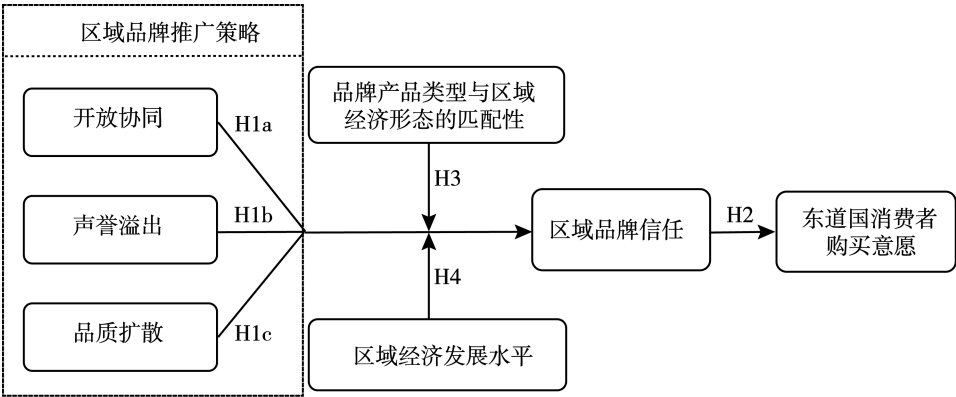 区域品牌推广策略
开放协同
H1a
声誉溢出
H1b
品质扩散
H1c
品牌产品类型与区域
经济形态的匹配性
H3
H4
区域经济发展水平
区域品牌信任
H2
东道国消费者
购买意愿